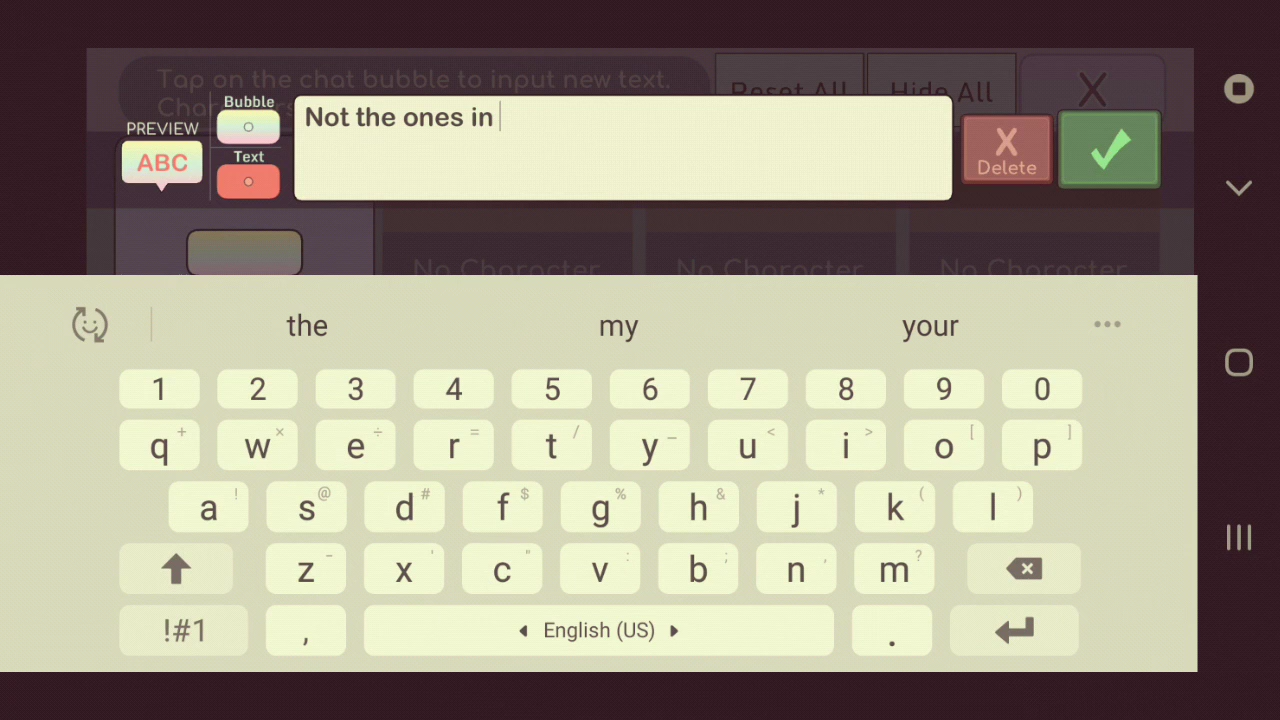 Tap on the chat bubble to input new text.
Reset All
Hide All
X
Bubble
PREVIEW
ABC
Text
Not the ones in
X
Delete
No Character
No Character
No Character
the
my
your
1 2 3 4 5 6 7 8 9 0
q + w × e ÷ r = t / y _ u < i > o [ p ]
a ! s @ d # f $ g % h & j * k ( l )
z - x ' c " v : b ; n , m ?
!#1 , English (US) .